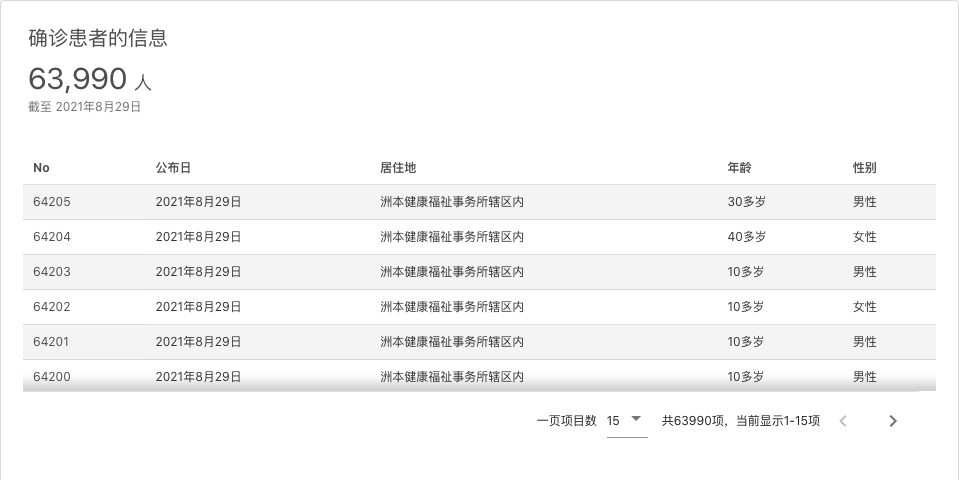 确诊患者的信息
63,990 人
截至 2021年8月29日
No 公布日 居住地 年龄 性别
64205 2021年8月29日 洲本健康福祉事务所辖区内 30多岁 男性
64204 2021年8月29日 洲本健康福祉事务所辖区内 40多岁 女性
64203 2021年8月29日 洲本健康福祉事务所辖区内 10多岁 男性
64202 2021年8月29日 洲本健康福祉事务所辖区内 10多岁 女性
64201 2021年8月29日 洲本健康福祉事务所辖区内 10多岁 男性
64200 2021年8月29日 洲本健康福祉事务所辖区内 10多岁 男性
一页项目数 15 共63990项，当前显示1-15项